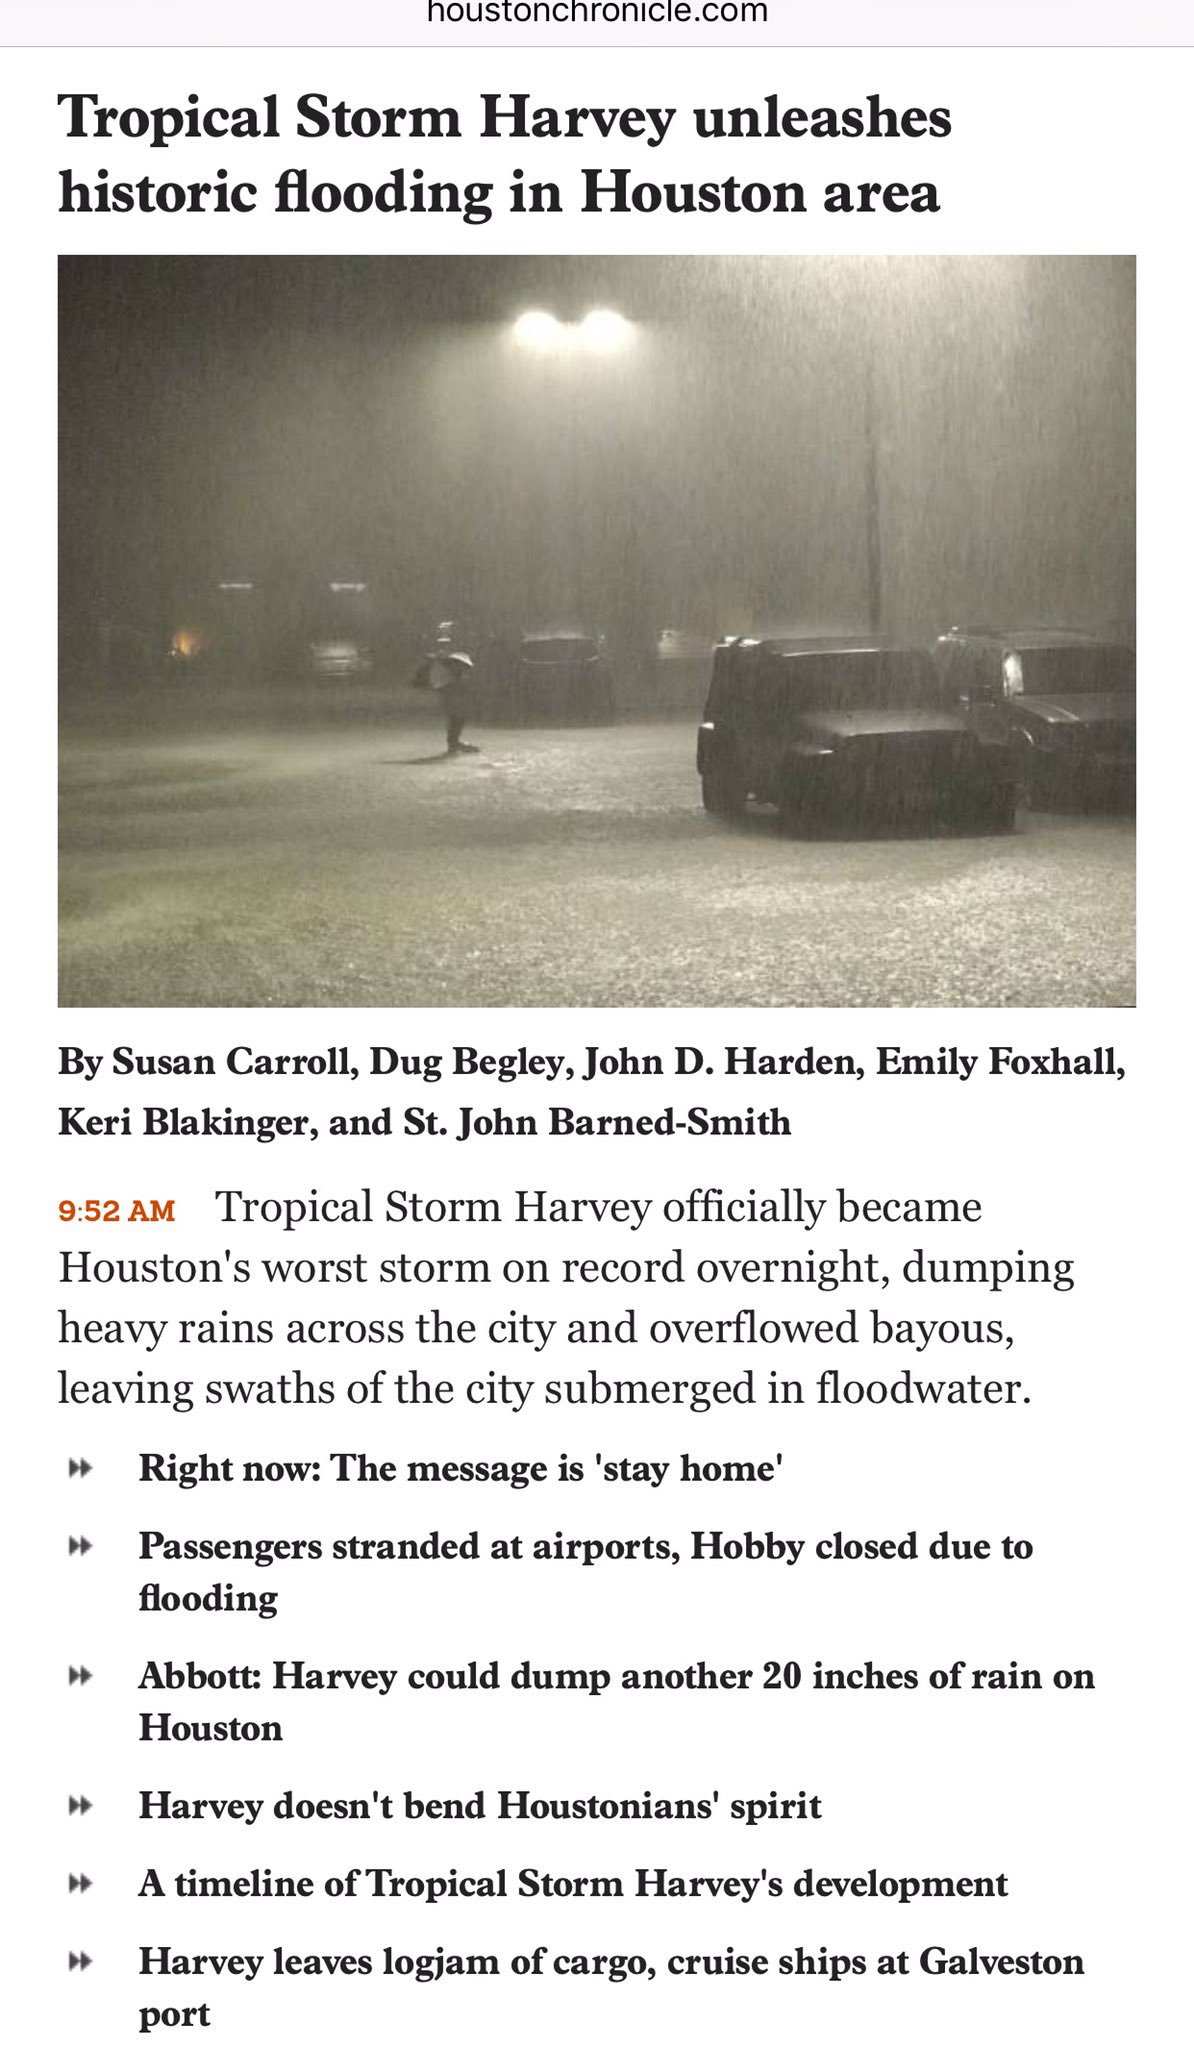 houstonchronicle.com
Tropical Storm Harvey unleashes
historic flooding in Houston area
By Susan Carroll, Dug Begley, John D. Harden, Emily Foxhall,
Keri Blakinger, and St. John Barned-Smith
9:52 AM Tropical Storm Harvey officially became
Houston's worst storm on record overnight, dumping
heavy rains across the city and overflowed bayous,
leaving swaths of the city submerged in floodwater.
Right now: The message is 'stay home'
Passengers stranded at airports, Hobby closed due to
flooding
Abbott: Harvey could dump another 20 inches of rain on
Houston
Harvey doesn't bend Houstonians' spirit
A timeline of Tropical Storm Harvey's development
Harvey leaves logjam of cargo, cruise ships at Galveston
port